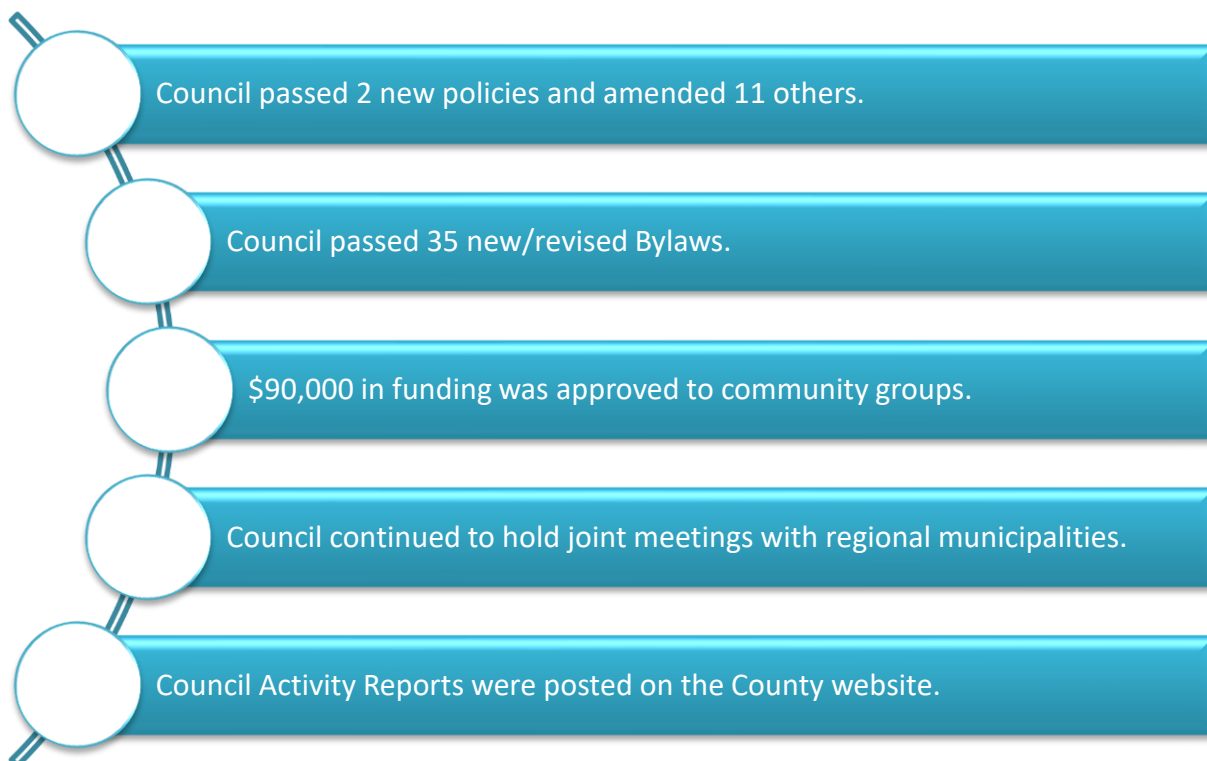 Council passed 2 new policies and amended 11 others.
Council passed 35 new/revised Bylaws.
$90,000 in funding was approved to community groups.
Council continued to hold joint meetings with regional municipalities.
Council Activity Reports were posted on the County website.